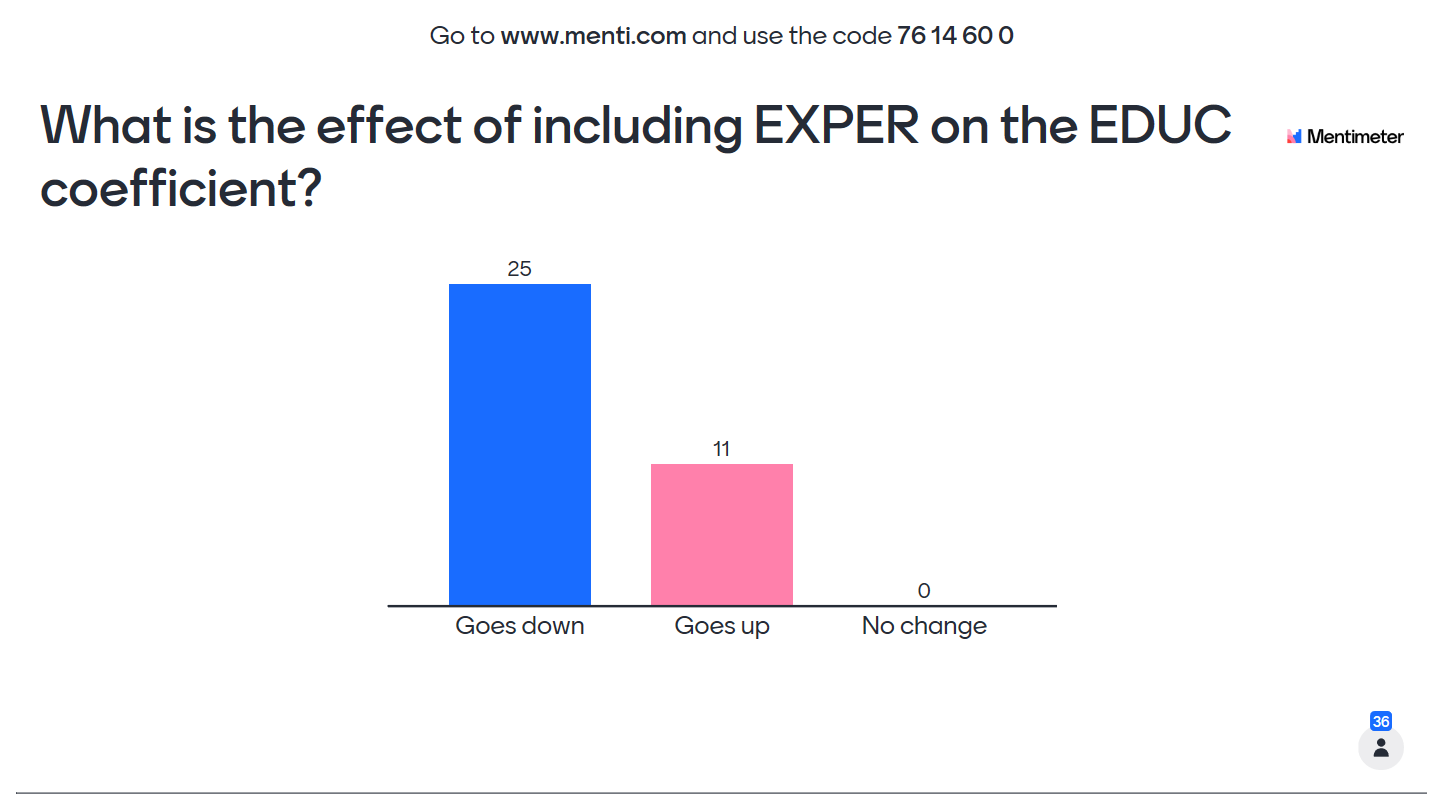 Go to www.menti.com and use the code 76 14 60 0
What is the effect of including EXPER on the EDUC
coefficient?
Mentimeter
25
11
0
Goes down
Goes up
No change
36